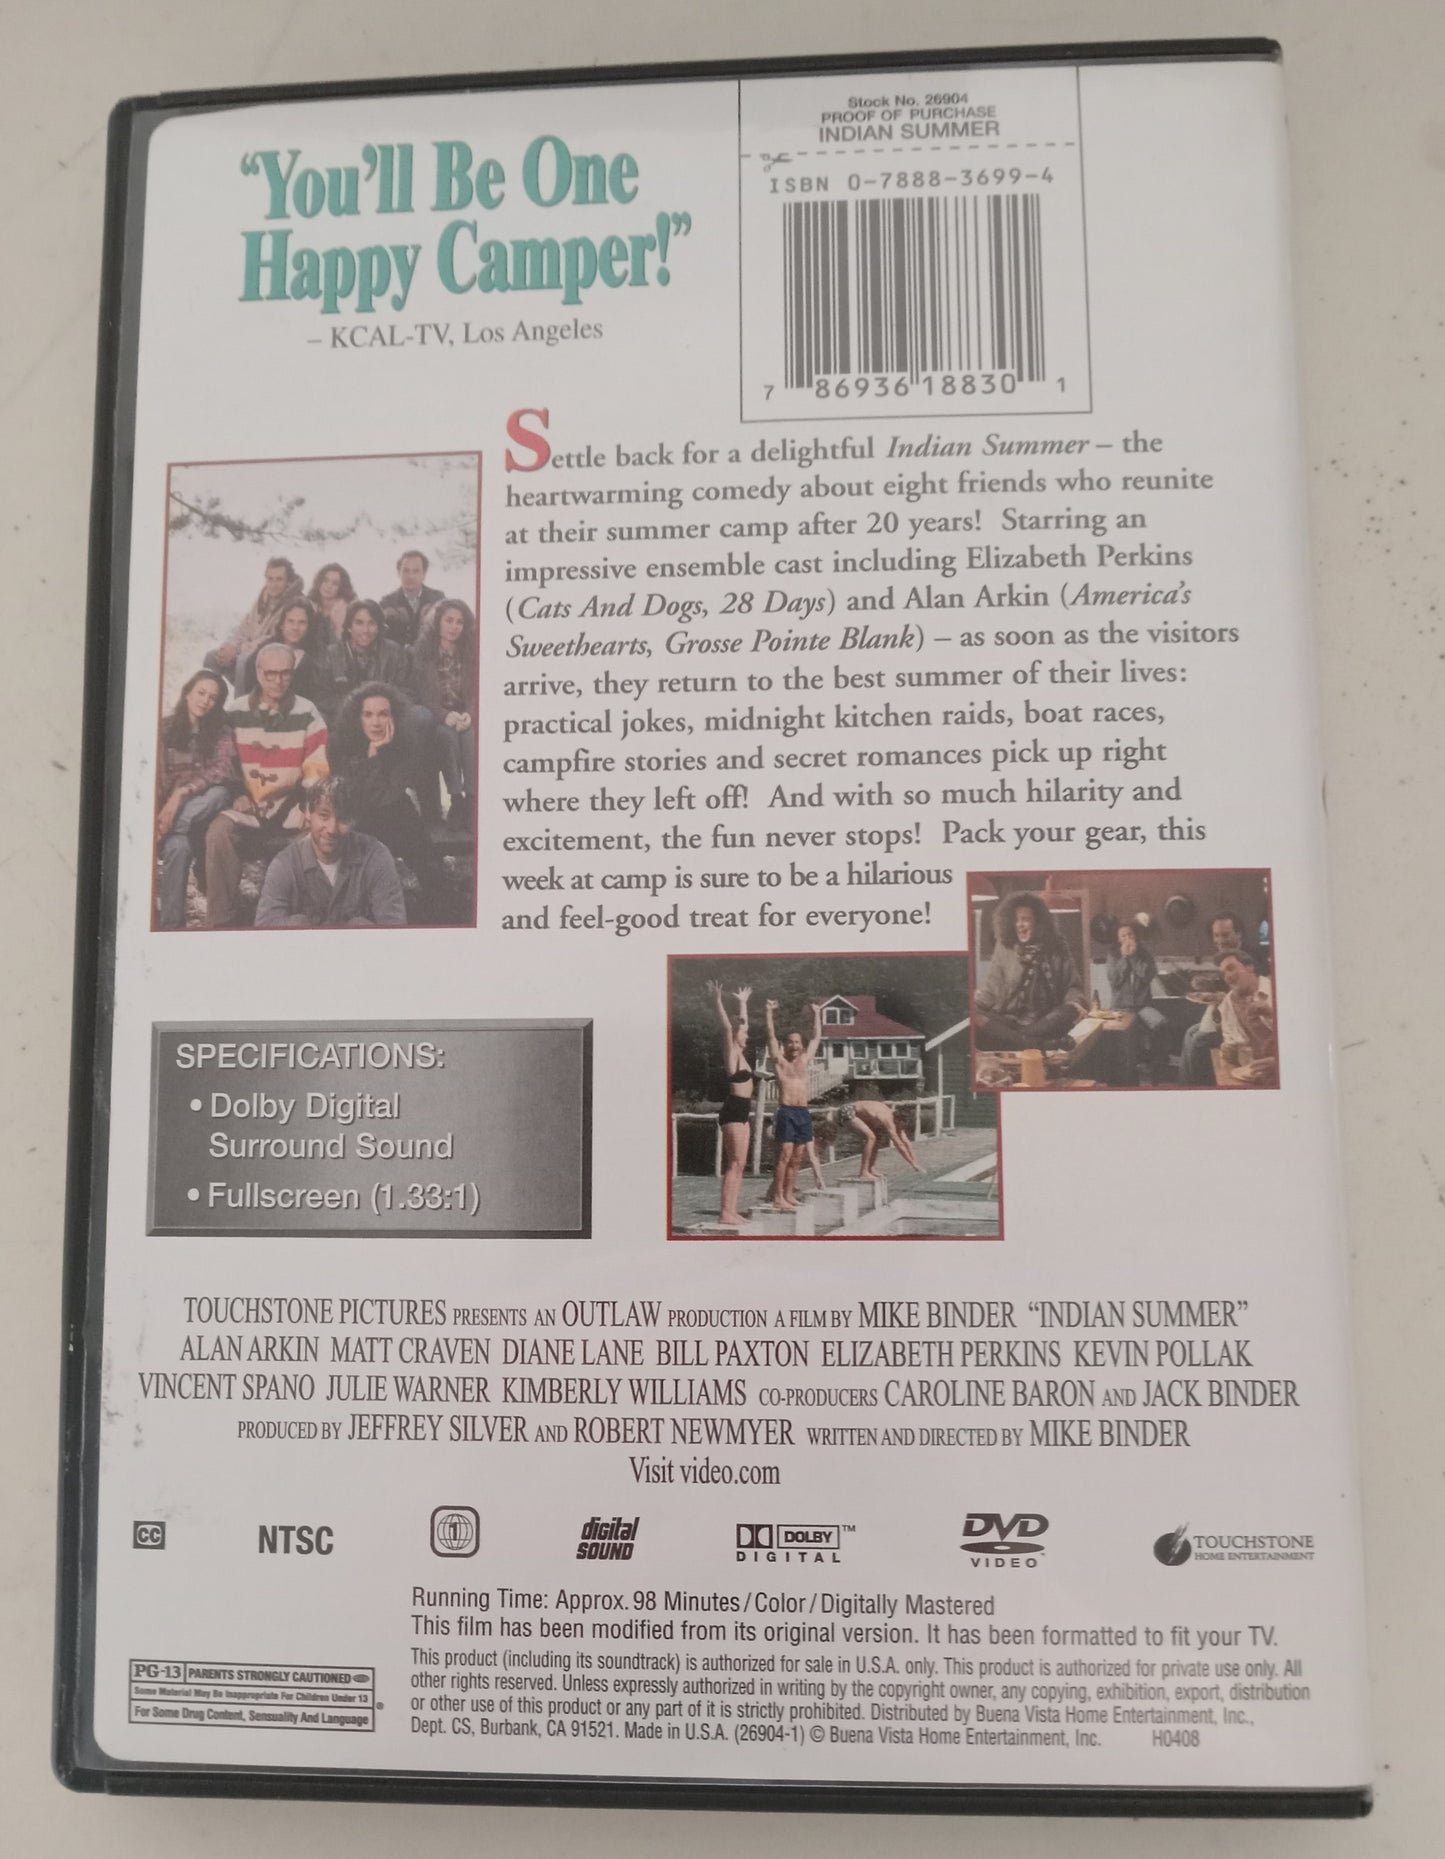 Stock No. 26904
PROOF OF PURCHASE
INDIAN SUMMER
ISBN 0-7888-3699-4
7 86936 18830 1
“You’ll Be One
Happy Camper!”
– KCAL-TV, Los Angeles
Settle back for a delightful Indian Summer – the
heartwarming comedy about eight friends who reunite
at their summer camp after 20 years! Starring an
impressive ensemble cast including Elizabeth Perkins
(Cats And Dogs, 28 Days) and Alan Arkin (America’s
Sweethearts, Grosse Pointe Blank) – as soon as the visitors
arrive, they return to the best summer of their lives:
practical jokes, midnight kitchen raids, boat races,
campfire stories and secret romances pick up right
where they left off! And with so much hilarity and
excitement, the fun never stops! Pack your gear, this
week at camp is sure to be a hilarious
and feel-good treat for everyone!
SPECIFICATIONS:
• Dolby Digital
Surround Sound
• Fullscreen (1.33:1)
TOUCHSTONE PICTURES PRESENTS AN OUTLAW PRODUCTION A FILM BY MIKE BINDER “INDIAN SUMMER”
ALAN ARKIN MATT CRAVEN DIANE LANE BILL PAXTON ELIZABETH PERKINS KEVIN POLLAK
VINCENT SPANO JULIE WARNER KIMBERLY WILLIAMS CO-PRODUCERS CAROLINE BARON AND JACK BINDER
PRODUCED BY JEFFREY SILVER AND ROBERT NEWMYER WRITTEN AND DIRECTED BY MIKE BINDER
Visit video.com
CC NTSC 1 digital SOUND DOLBY™ DIGITAL DVD VIDEO™ TOUCHSTONE HOME ENTERTAINMENT
Running Time: Approx. 98 Minutes/Color/Digitally Mastered
This film has been modified from its original version. It has been formatted to fit your TV.
This product (including its soundtrack) is authorized for sale in U.S.A. only. This product is authorized for private use only. All
other rights reserved. Unless expressly authorized in writing by the copyright owner, any copying, exhibition, export, distribution
or other use of this product or any part of it is strictly prohibited. Distributed by Buena Vista Home Entertainment, Inc.,
Dept. CS, Burbank, CA 91521. Made in U.S.A. (26904-1) © Buena Vista Home Entertainment, Inc. H0408
PG-13 PARENTS STRONGLY CAUTIONED
Some Material May Be Inappropriate For Children Under 13
For Some Drug Content, Sensuality And Language ®